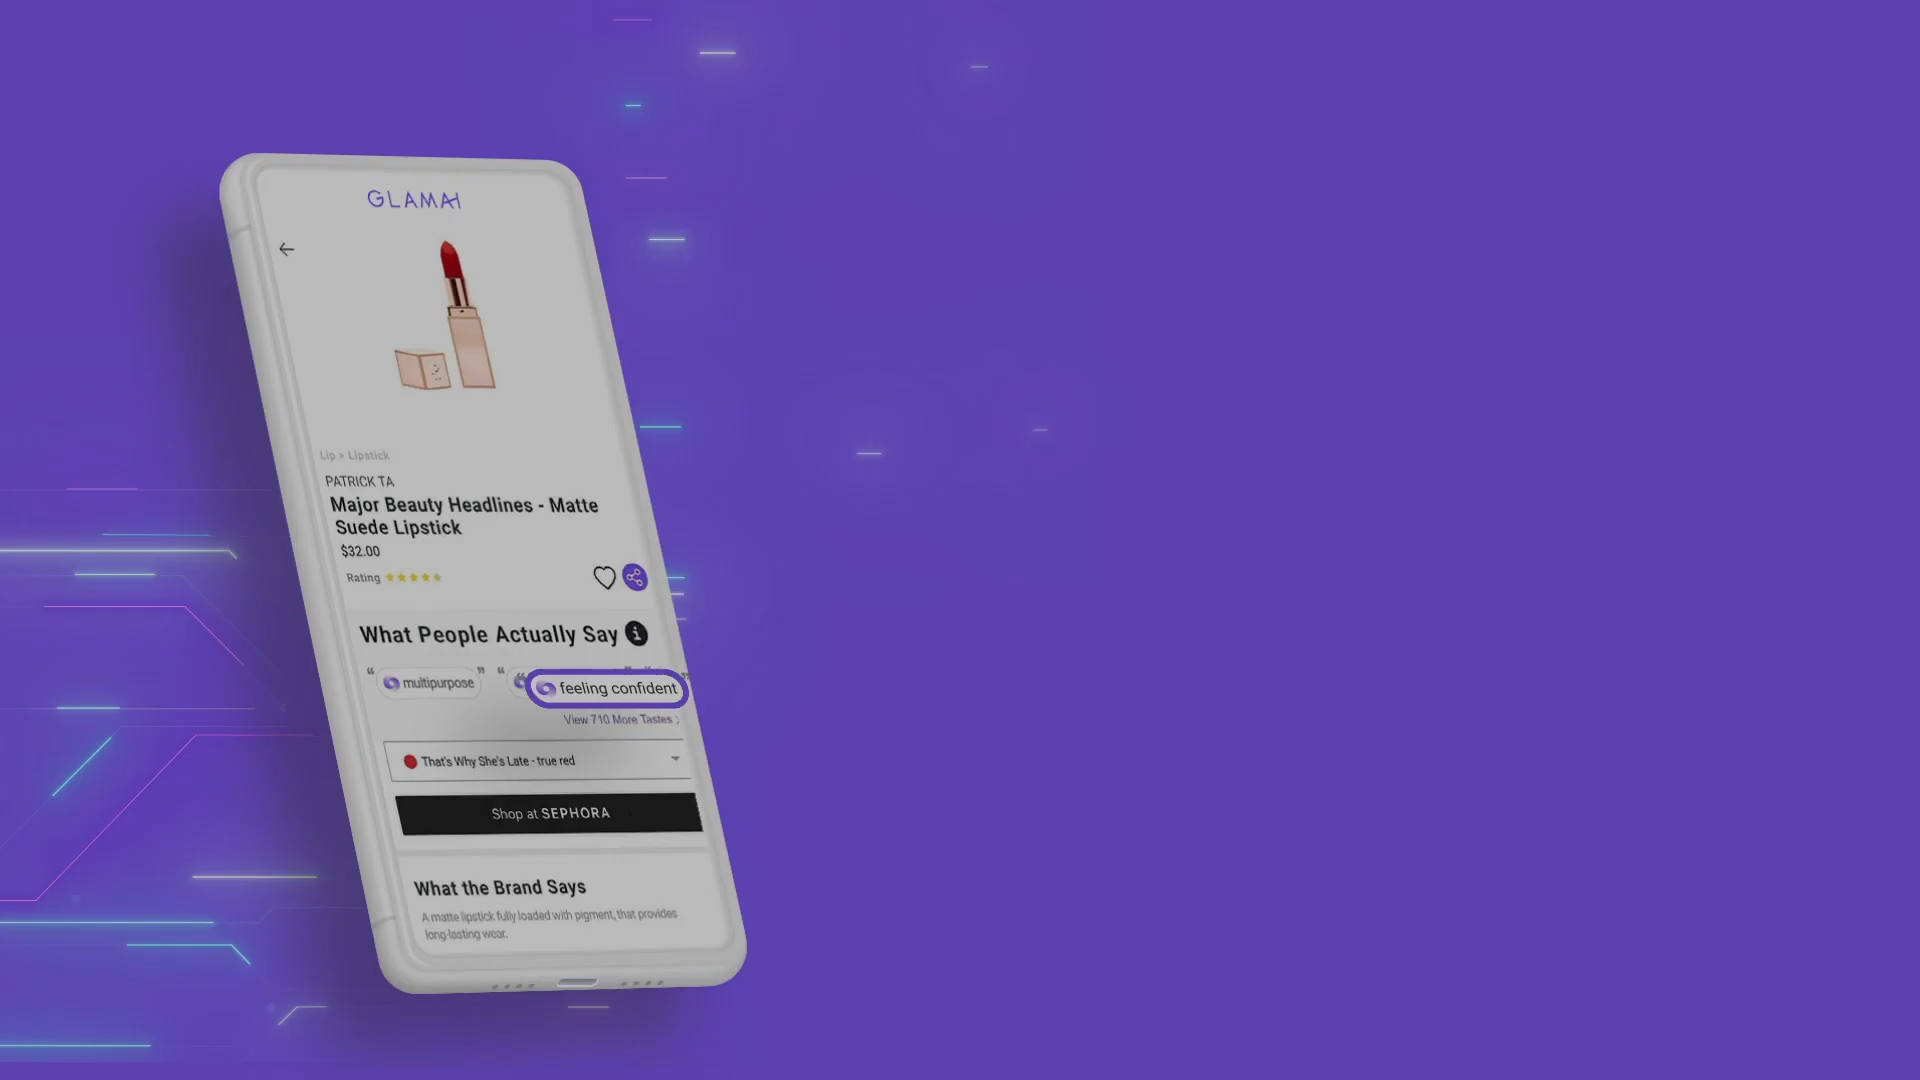 GLAMAI
Lip > Lipstick
PATRICK TA
Major Beauty Headlines - Matte
Suede Lipstick
$32.00
Rating
What People Actually Say
“ multipurpose ” “ feeling confident ”
View 710 More Tastes >
That's Why She's Late - true red
Shop at SEPHORA
What the Brand Says
A matte lipstick fully loaded with pigment, that provides
long-lasting wear.